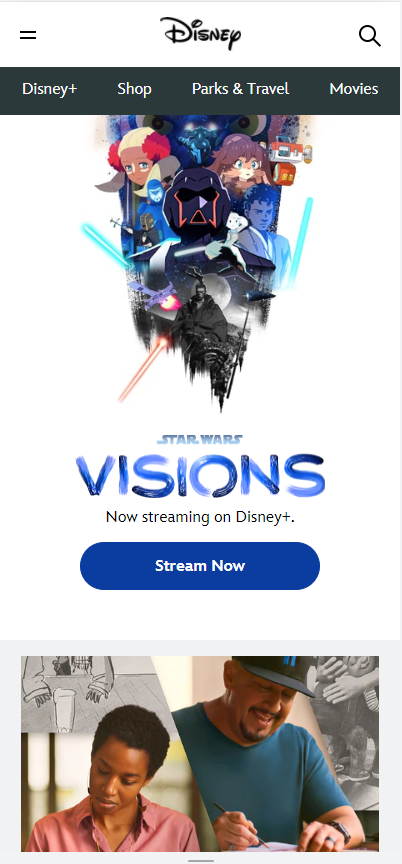 Disney
Disney+ Shop Parks & Travel Movies
STAR WARS
VISIONS
Now streaming on Disney+.
Stream Now